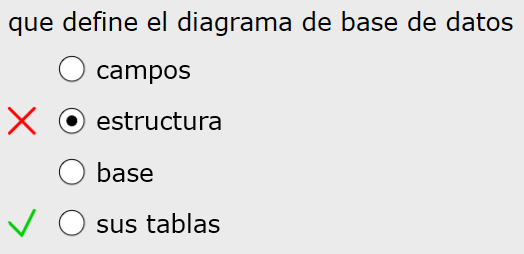 que define el diagrama de base de datos
campos
estructura
base
sus tablas